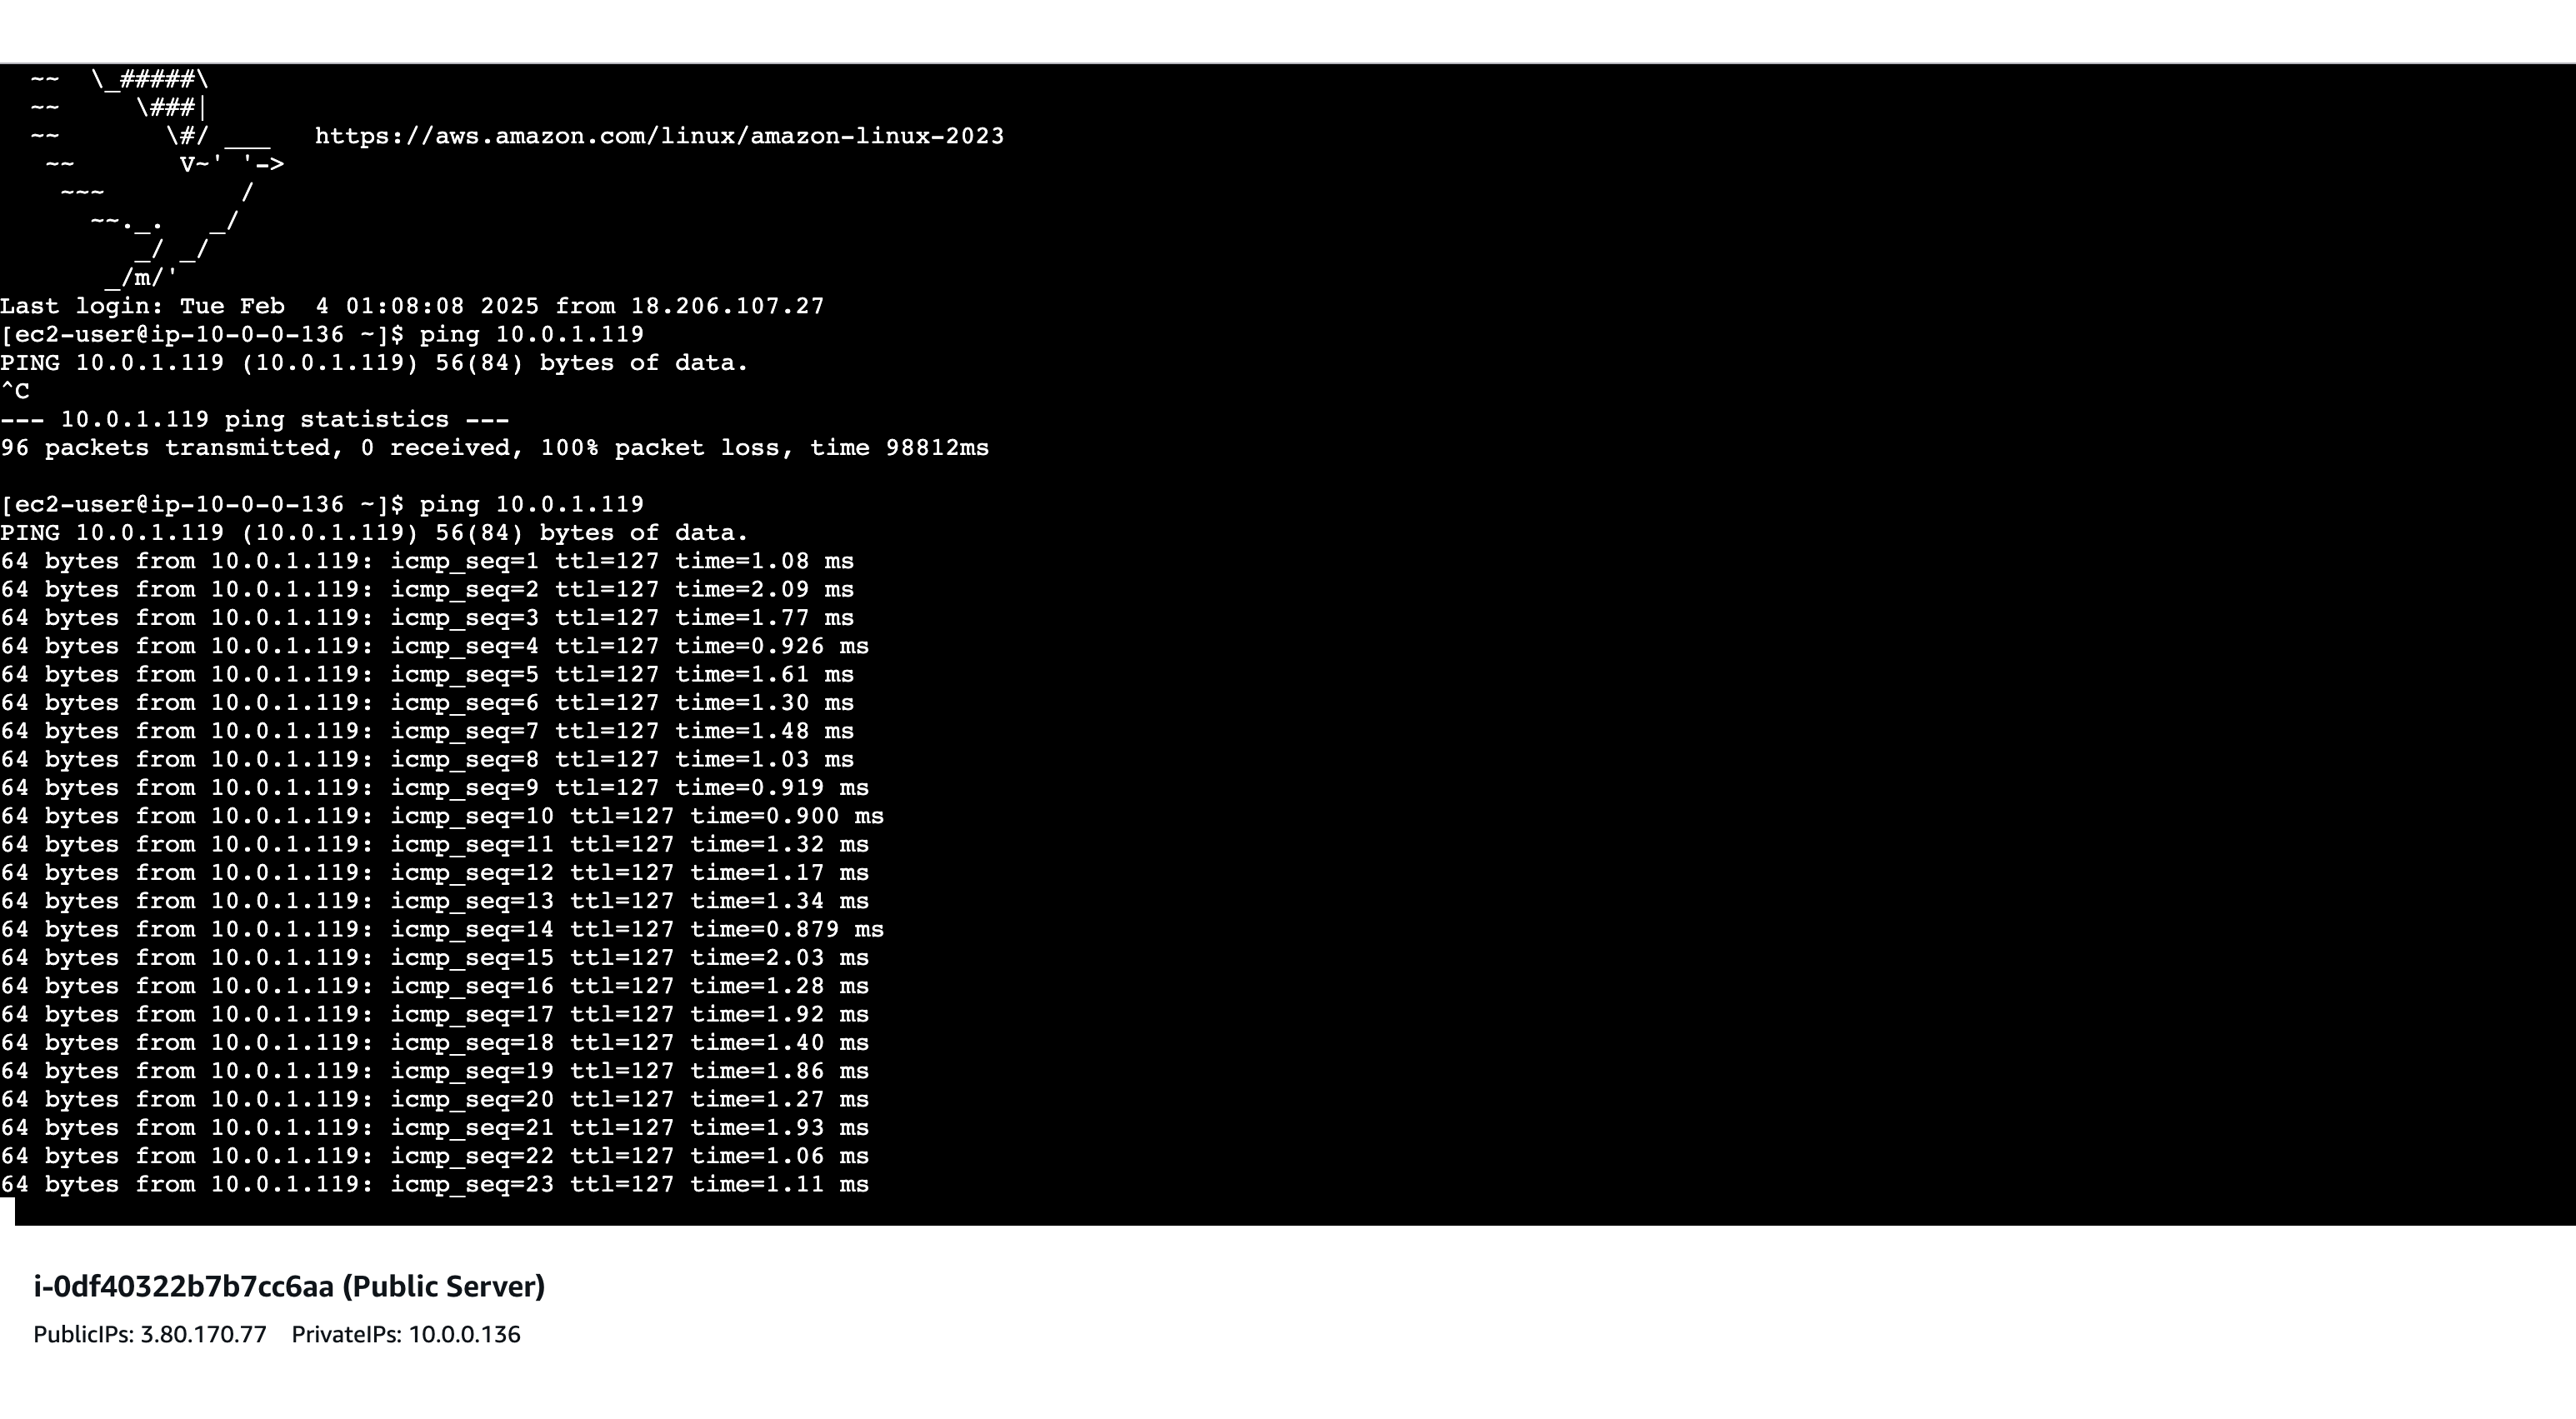 ~~  \_#####\
~~     \###|
~~       \#/ ___   https://aws.amazon.com/linux/amazon-linux-2023
~~       V~' '->
~~~         /
~~._.   _/
_/ _/
_/m/'
Last login: Tue Feb  4 01:08:08 2025 from 18.206.107.27
[ec2-user@ip-10-0-0-136 ~]$ ping 10.0.1.119
PING 10.0.1.119 (10.0.1.119) 56(84) bytes of data.
^C
--- 10.0.1.119 ping statistics ---
96 packets transmitted, 0 received, 100% packet loss, time 98812ms
[ec2-user@ip-10-0-0-136 ~]$ ping 10.0.1.119
PING 10.0.1.119 (10.0.1.119) 56(84) bytes of data.
64 bytes from 10.0.1.119: icmp_seq=1 ttl=127 time=1.08 ms
64 bytes from 10.0.1.119: icmp_seq=2 ttl=127 time=2.09 ms
64 bytes from 10.0.1.119: icmp_seq=3 ttl=127 time=1.77 ms
64 bytes from 10.0.1.119: icmp_seq=4 ttl=127 time=0.926 ms
64 bytes from 10.0.1.119: icmp_seq=5 ttl=127 time=1.61 ms
64 bytes from 10.0.1.119: icmp_seq=6 ttl=127 time=1.30 ms
64 bytes from 10.0.1.119: icmp_seq=7 ttl=127 time=1.48 ms
64 bytes from 10.0.1.119: icmp_seq=8 ttl=127 time=1.03 ms
64 bytes from 10.0.1.119: icmp_seq=9 ttl=127 time=0.919 ms
64 bytes from 10.0.1.119: icmp_seq=10 ttl=127 time=0.900 ms
64 bytes from 10.0.1.119: icmp_seq=11 ttl=127 time=1.32 ms
64 bytes from 10.0.1.119: icmp_seq=12 ttl=127 time=1.17 ms
64 bytes from 10.0.1.119: icmp_seq=13 ttl=127 time=1.34 ms
64 bytes from 10.0.1.119: icmp_seq=14 ttl=127 time=0.879 ms
64 bytes from 10.0.1.119: icmp_seq=15 ttl=127 time=2.03 ms
64 bytes from 10.0.1.119: icmp_seq=16 ttl=127 time=1.28 ms
64 bytes from 10.0.1.119: icmp_seq=17 ttl=127 time=1.92 ms
64 bytes from 10.0.1.119: icmp_seq=18 ttl=127 time=1.40 ms
64 bytes from 10.0.1.119: icmp_seq=19 ttl=127 time=1.86 ms
64 bytes from 10.0.1.119: icmp_seq=20 ttl=127 time=1.27 ms
64 bytes from 10.0.1.119: icmp_seq=21 ttl=127 time=1.93 ms
64 bytes from 10.0.1.119: icmp_seq=22 ttl=127 time=1.06 ms
64 bytes from 10.0.1.119: icmp_seq=23 ttl=127 time=1.11 ms
i-0df40322b7b7cc6aa (Public Server)
PublicIPs: 3.80.170.77    PrivateIPs: 10.0.0.136